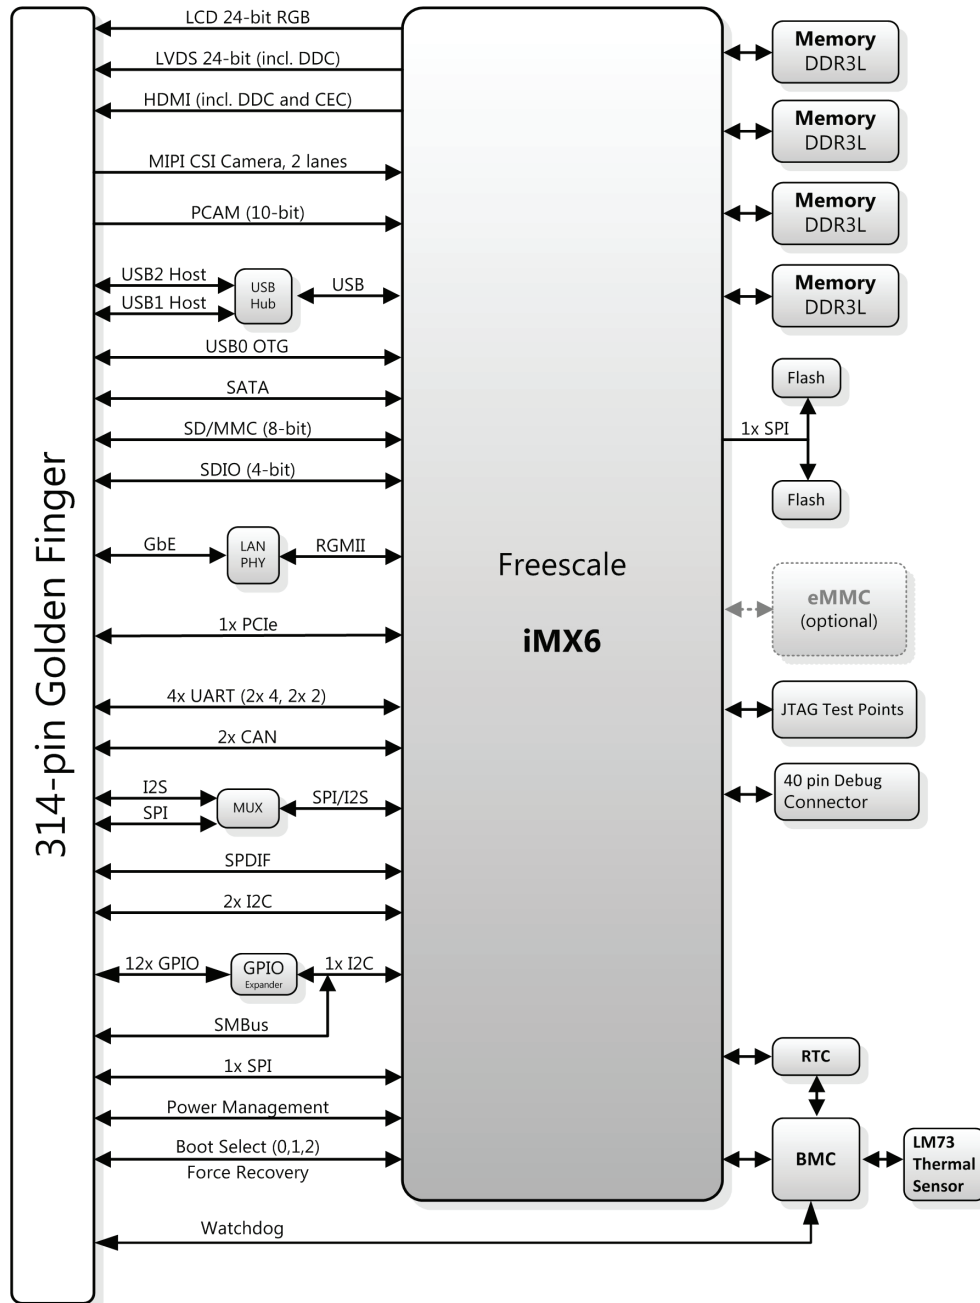 314-pin Golden Finger
LCD 24-bit RGB
LVDS 24-bit (incl. DDC)
HDMI (incl. DDC and CEC)
MIPI CSI Camera, 2 lanes
PCAM (10-bit)
USB2 Host
USB1 Host
USB
Hub
USB
USB0 OTG
SATA
SD/MMC (8-bit)
SDIO (4-bit)
GbE
LAN
PHY
RGMII
1x PCIe
4x UART (2x 4, 2x 2)
2x CAN
I2S
SPI
MUX
SPI/I2S
SPDIF
2x I2C
12x GPIO
GPIO
Expander
1x I2C
SMBus
1x SPI
Power Management
Boot Select (0,1,2)
Force Recovery
Watchdog
Freescale
iMX6
Memory
DDR3L
Memory
DDR3L
Memory
DDR3L
Memory
DDR3L
Flash
1x SPI
Flash
eMMC
(optional)
JTAG Test Points
40 pin Debug
Connector
RTC
BMC
LM73
Thermal
Sensor